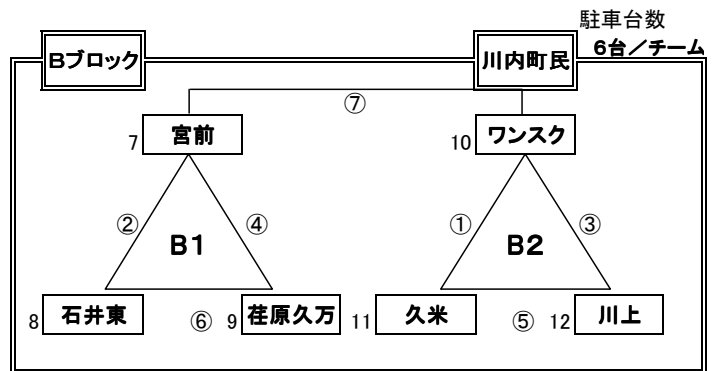 駐車台数
Bブロック
川内町民
6台／チーム
⑦
7
宮前
10
ワンスク
②
④
①
③
B1
B2
8
石井東
⑥
9
荏原久万
11
久米
⑤
12
川上